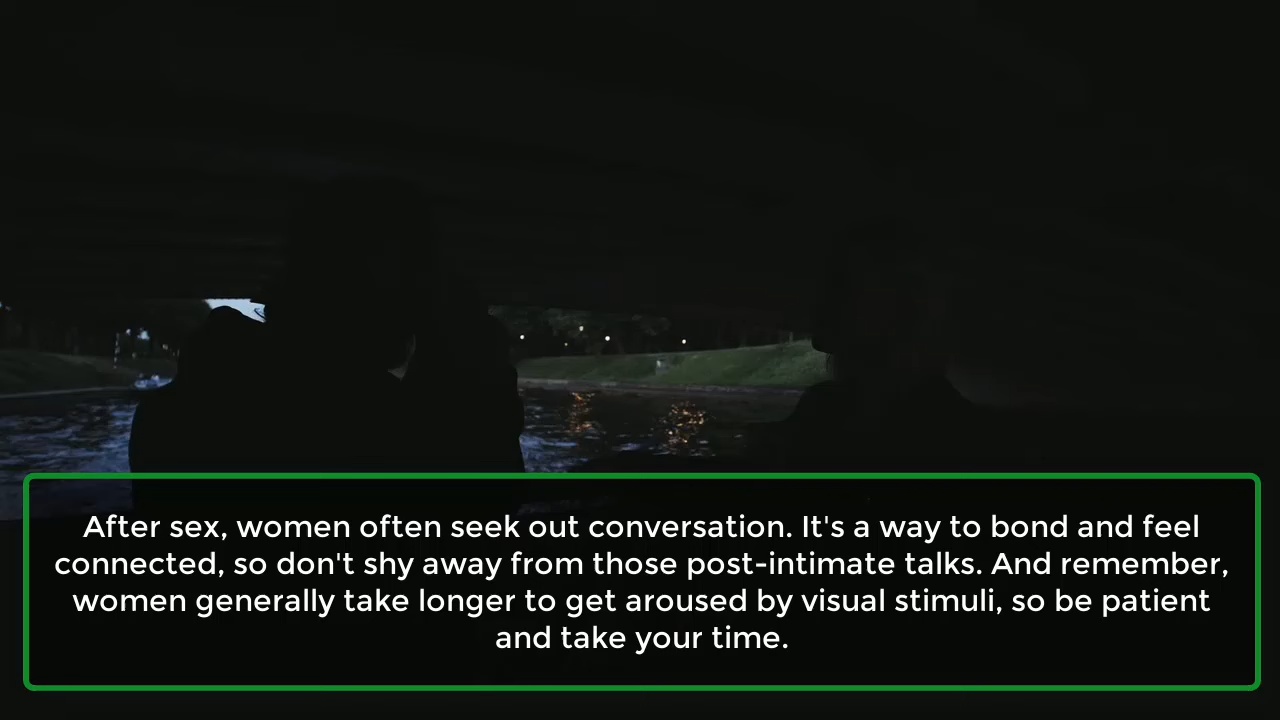 After sex, women often seek out conversation. It's a way to bond and feel
connected, so don't shy away from those post-intimate talks. And remember,
women generally take longer to get aroused by visual stimuli, so be patient
and take your time.